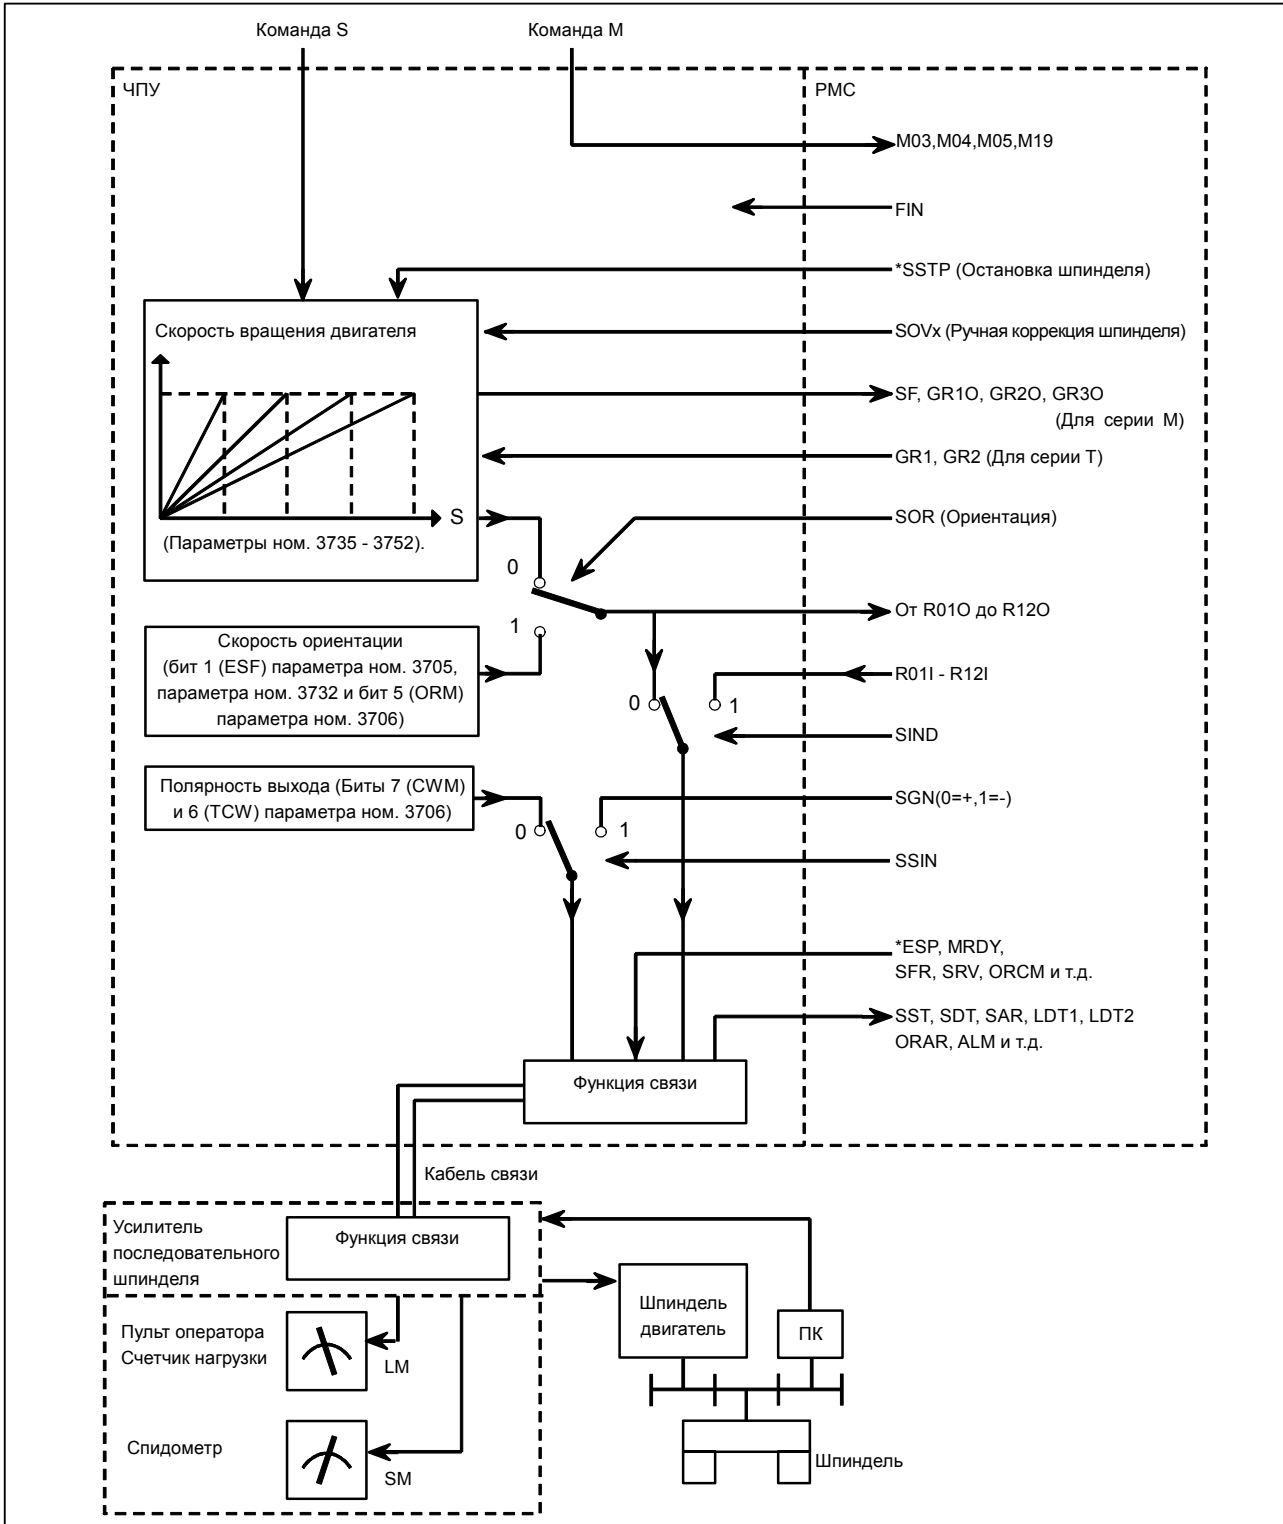 Команда S
Команда M
ЧПУ
PMC
M03,M04,M05,M19
FIN
*SSTP (Остановка шпинделя)
Скорость вращения двигателя
SOVx (Ручная коррекция шпинделя)
SF, GR1O, GR2O, GR3O
(Для серии M)
GR1, GR2 (Для серии T)
S
SOR (Ориентация)
(Параметры ном. 3735 - 3752).
0
От R01O до R12O
1
Скорость ориентации
(бит 1 (ESF) параметра ном. 3705,
параметра ном. 3732 и бит 5 (ORM)
параметра ном. 3706)
R01I - R12I
0
1
SIND
Полярность выхода (Биты 7 (CWM)
и 6 (TCW) параметра ном. 3706)
SGN(0=+,1=-)
0
1
SSIN
*ESP, MRDY,
SFR, SRV, ORCM и т.д.
SST, SDT, SAR, LDT1, LDT2
ORAR, ALM и т.д.
Функция связи
Кабель связи
Усилитель
последовательного
шпинделя
Функция связи
Шпиндель
двигатель
ПК
Пульт оператора
Счетчик нагрузки
LM
Спидометр
SM
Шпиндель